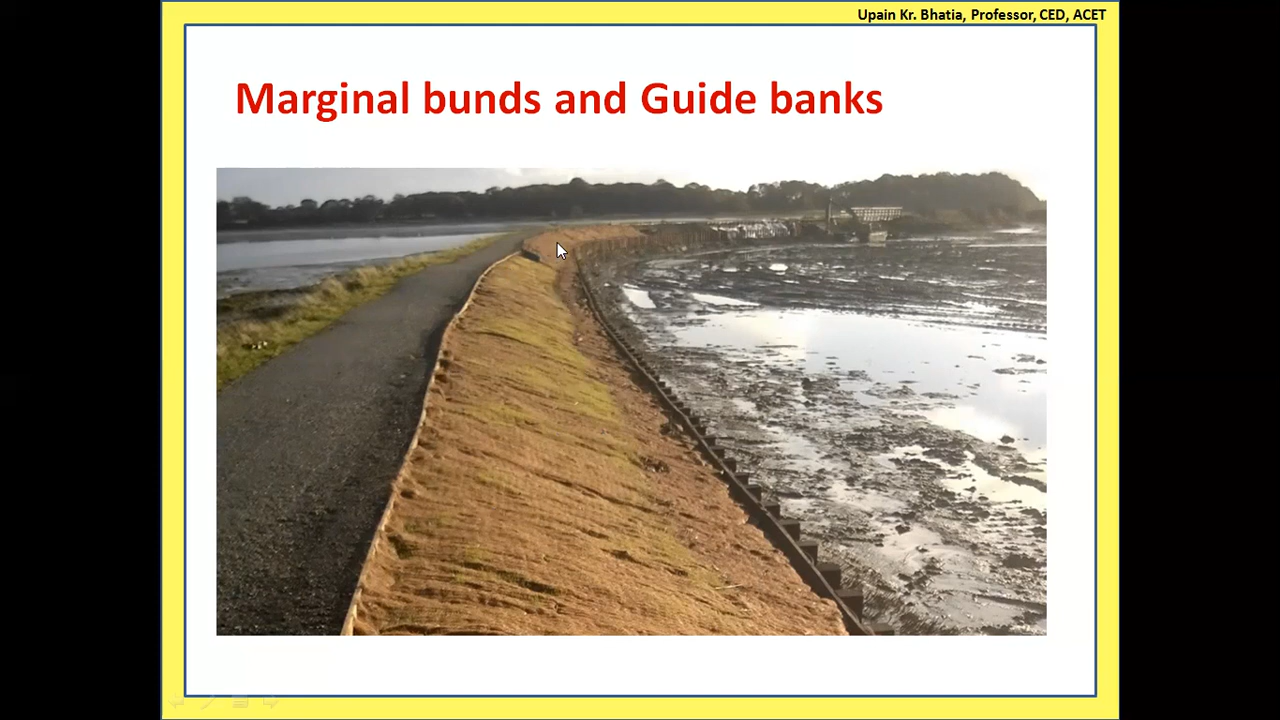 Upain Kr. Bhatia, Professor, CED, ACET
Marginal bunds and Guide banks